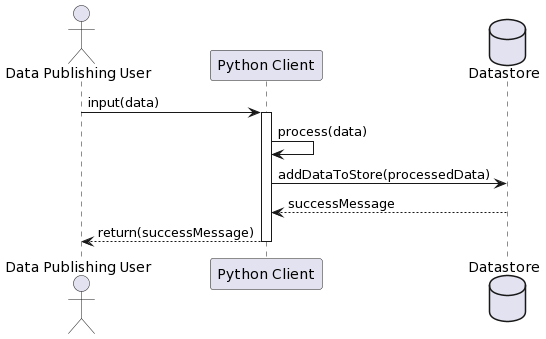 Data Publishing User
Python Client
Datastore
input(data)
process(data)
addDataToStore(processedData)
successMessage
return(successMessage)
Data Publishing User
Python Client
Datastore